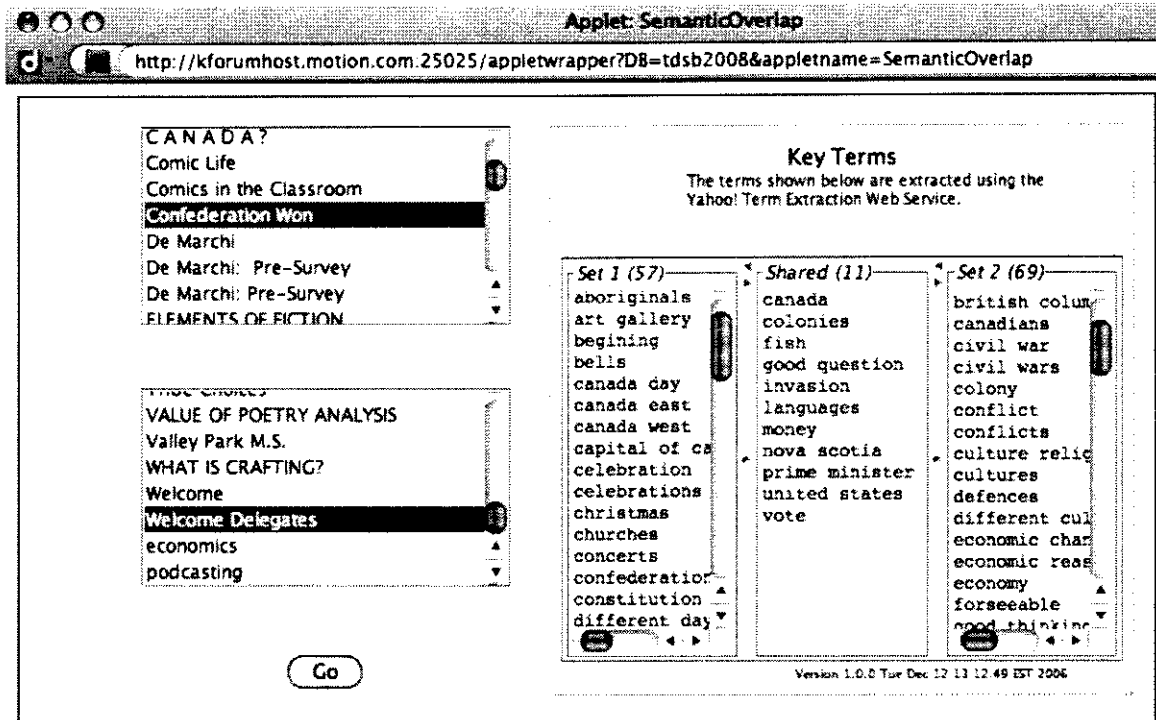 Applet: SemanticOverlap
http://kforumhost.motion.com:25025/appletwrapper?DB=tdsb2008&appletname=SemanticOverlap
C A N A D A ?
Comic Life
Comics in the Classroom
Confederation Won
De Marchi
De Marchi:  Pre-Survey
De Marchi: Pre-Survey
ELEMENTS OF FICTION
VALUE OF POETRY ANALYSIS
Valley Park M.S.
WHAT IS CRAFTING?
Welcome
Welcome Delegates
economics
podcasting
Go
Key Terms
The terms shown below are extracted using the
Yahoo! Term Extraction Web Service.
Set 1 (57)
aboriginals
art gallery
begining
bells
canada day
canada east
canada west
capital of ca
celebration
celebrations
christmas
churches
concerts
confederation
constitution
different day
Shared (11)
canada
colonies
fish
good question
invasion
languages
money
nova scotia
prime minister
united states
vote
Set 2 (69)
british colum
canadians
civil war
civil wars
colony
conflict
conflicts
culture relig
cultures
defences
different cul
economic chan
economic reas
economy
forseeable
good thinking
Version 1.0.0 Tue Dec 12 13:12:49 EST 2006